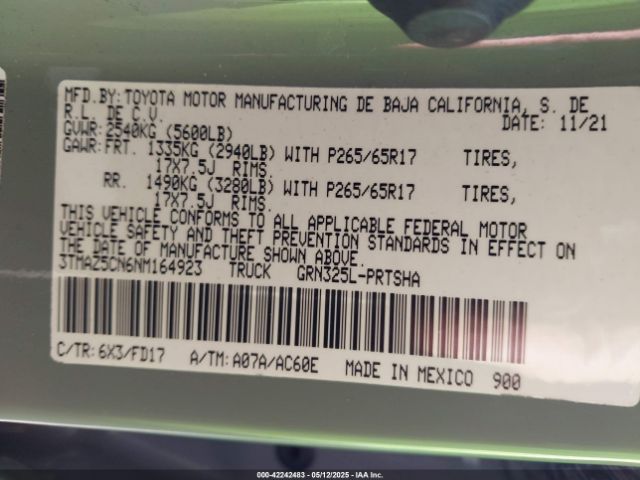 MFD.BY:TOYOTA MOTOR MANUFACTURING DE BAJA CALIFORNIA, S. DE
R.L. DE C.V.
DATE: 11/21
GVWR:2540KG (5600LB)
GAWR:FRT. 1335KG (2940LB) WITH P265/65R17 TIRES,
17X7.5J RIMS.
RR. 1490KG (3280LB) WITH P265/65R17 TIRES,
17X7.5J RIMS.
THIS VEHICLE CONFORMS TO ALL APPLICABLE FEDERAL MOTOR
VEHICLE SAFETY AND THEFT PREVENTION STANDARDS IN EFFECT ON
THE DATE OF MANUFACTURE SHOWN ABOVE.
3TMAZ5CN6NM164923 TRUCK GRN325L-PRTSHA
C/TR:6X3/FD17 A/TM:A07A/AC60E MADE IN MEXICO 900
000-42242483 - 05/12/2025 - IAA, Inc.